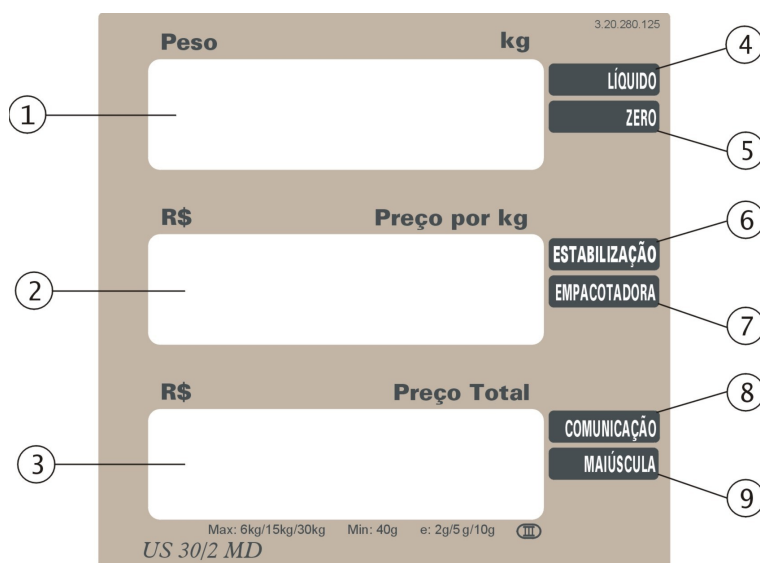 3.20.280.125
Peso kg
4
LÍQUIDO
1
ZERO
5
R$ Preço por kg
6
ESTABILIZAÇÃO
2
EMPACOTADORA
7
R$ Preço Total
8
COMUNICAÇÃO
3
MAIÚSCULA
9
Max: 6kg/15kg/30kg Min: 40g e: 2g/5g/10g III
US 30/2 MD